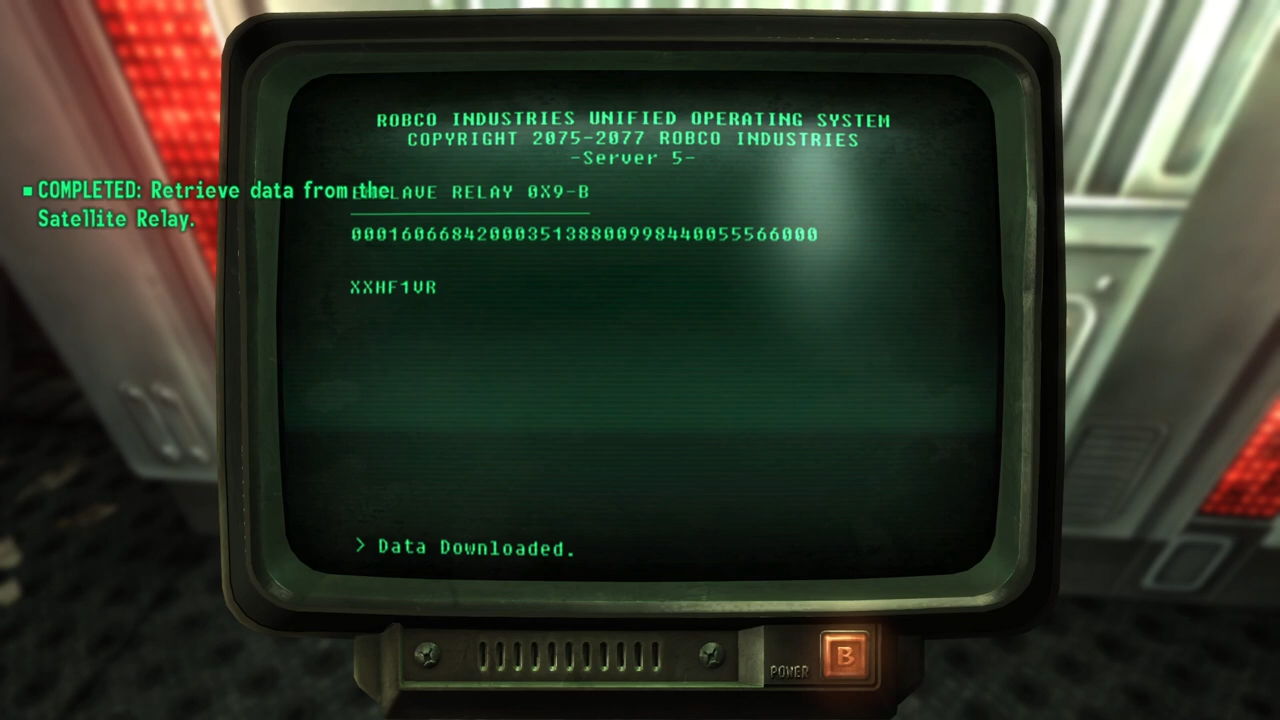 ROBCO INDUSTRIES UNIFIED OPERATING SYSTEM
COPYRIGHT 2075-2077 ROBCO INDUSTRIES
-Server 5-
COMPLETED: Retrieve data from the
Satellite Relay.
ENCLAVE RELAY 0X9-B
0001606684200035138800998440055566000
XXHF1VR
> Data Downloaded.
POWER
B